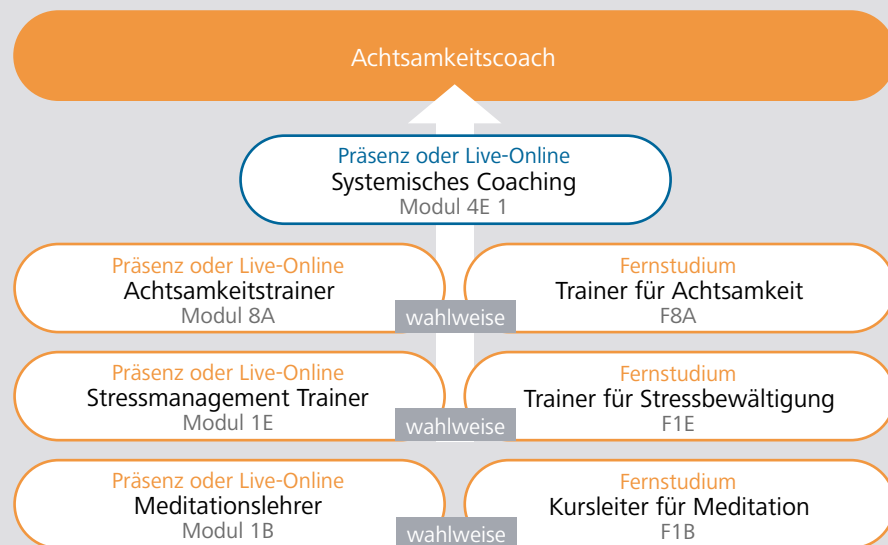 Achtsamkeitscoach
Präsenz oder Live-Online
Systemisches Coaching
Modul 4E 1
Präsenz oder Live-Online
Achtsamkeitstrainer
Modul 8A
wahlweise
Fernstudium
Trainer für Achtsamkeit
F8A
Präsenz oder Live-Online
Stressmanagement Trainer
Modul 1E
wahlweise
Fernstudium
Trainer für Stressbewältigung
F1E
Präsenz oder Live-Online
Meditationslehrer
Modul 1B
wahlweise
Fernstudium
Kursleiter für Meditation
F1B